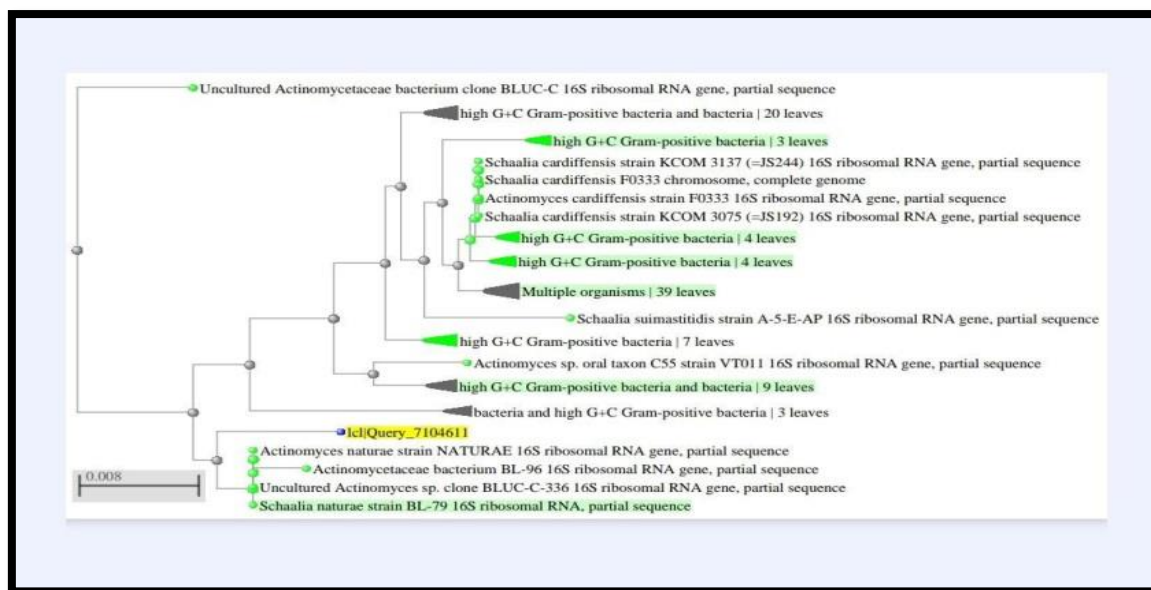 Uncultured Actinomycetaceae bacterium clone BLUC-C 16S ribosomal RNA gene, partial sequence
high G+C Gram-positive bacteria and bacteria | 20 leaves
high G+C Gram-positive bacteria | 3 leaves
Schaalia cardiffensis strain KCOM 3137 (=JS244) 16S ribosomal RNA gene, partial sequence
Schaalia cardiffensis F0333 chromosome, complete genome
Actinomyces cardiffensis strain F0333 16S ribosomal RNA gene, partial sequence
Schaalia cardiffensis strain KCOM 3075 (=JS192) 16S ribosomal RNA gene, partial sequence
high G+C Gram-positive bacteria | 4 leaves
high G+C Gram-positive bacteria | 4 leaves
Multiple organisms | 39 leaves
Schaalia suimastitidis strain A-5-E-AP 16S ribosomal RNA gene, partial sequence
high G+C Gram-positive bacteria | 7 leaves
Actinomyces sp. oral taxon C55 strain VT011 16S ribosomal RNA gene, partial sequence
high G+C Gram-positive bacteria and bacteria | 9 leaves
bacteria and high G+C Gram-positive bacteria | 3 leaves
lcl|Query_7104611
Actinomyces naturae strain NATURAE 16S ribosomal RNA gene, partial sequence
Actinomycetaceae bacterium BL-96 16S ribosomal RNA gene, partial sequence
0.008
Uncultured Actinomyces sp. clone BLUC-C-336 16S ribosomal RNA gene, partial sequence
Schaalia naturae strain BL-79 16S ribosomal RNA, partial sequence